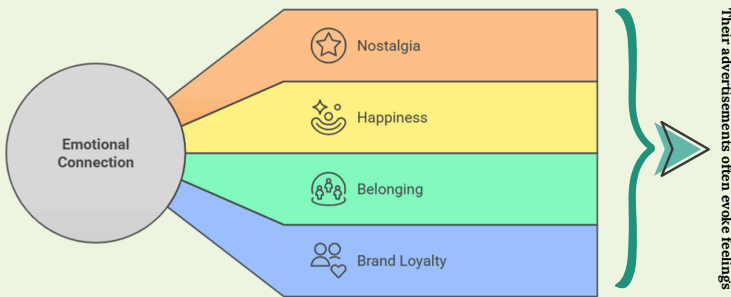 Emotional
Connection
Nostalgia
Happiness
Belonging
Brand Loyalty
Their advertisements often evoke feelings